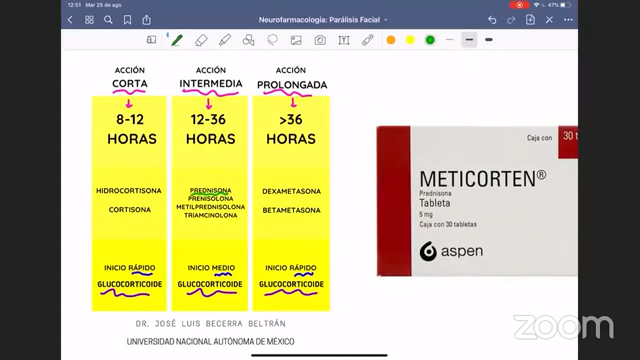 12:51 Mar 25 de ago
47%
Neurofarmacología: Parálisis Facial
ACCIÓN CORTA
8-12 HORAS
HIDROCORTISONA
CORTISONA
INICIO RÁPIDO
GLUCOCORTICOIDE
ACCIÓN INTERMEDIA
12-36 HORAS
PREDNISONA
PRENISOLONA
METILPREDNISOLONA
TRIAMCINOLONA
INICIO MEDIO
GLUCOCORTICOIDE
ACCIÓN PROLONGADA
>36 HORAS
DEXAMETASONA
BETAMETASONA
INICIO RÁPIDO
GLUCOCORTICOIDE
Caja con 30 t
METICORTEN®
Prednisona
Tableta
5 mg
Caja con 30 tabletas
aspen
DR. JOSÉ LUIS BECERRA BELTRÁN
UNIVERSIDAD NACIONAL AUTÓNOMA DE MÉXICO
zoom